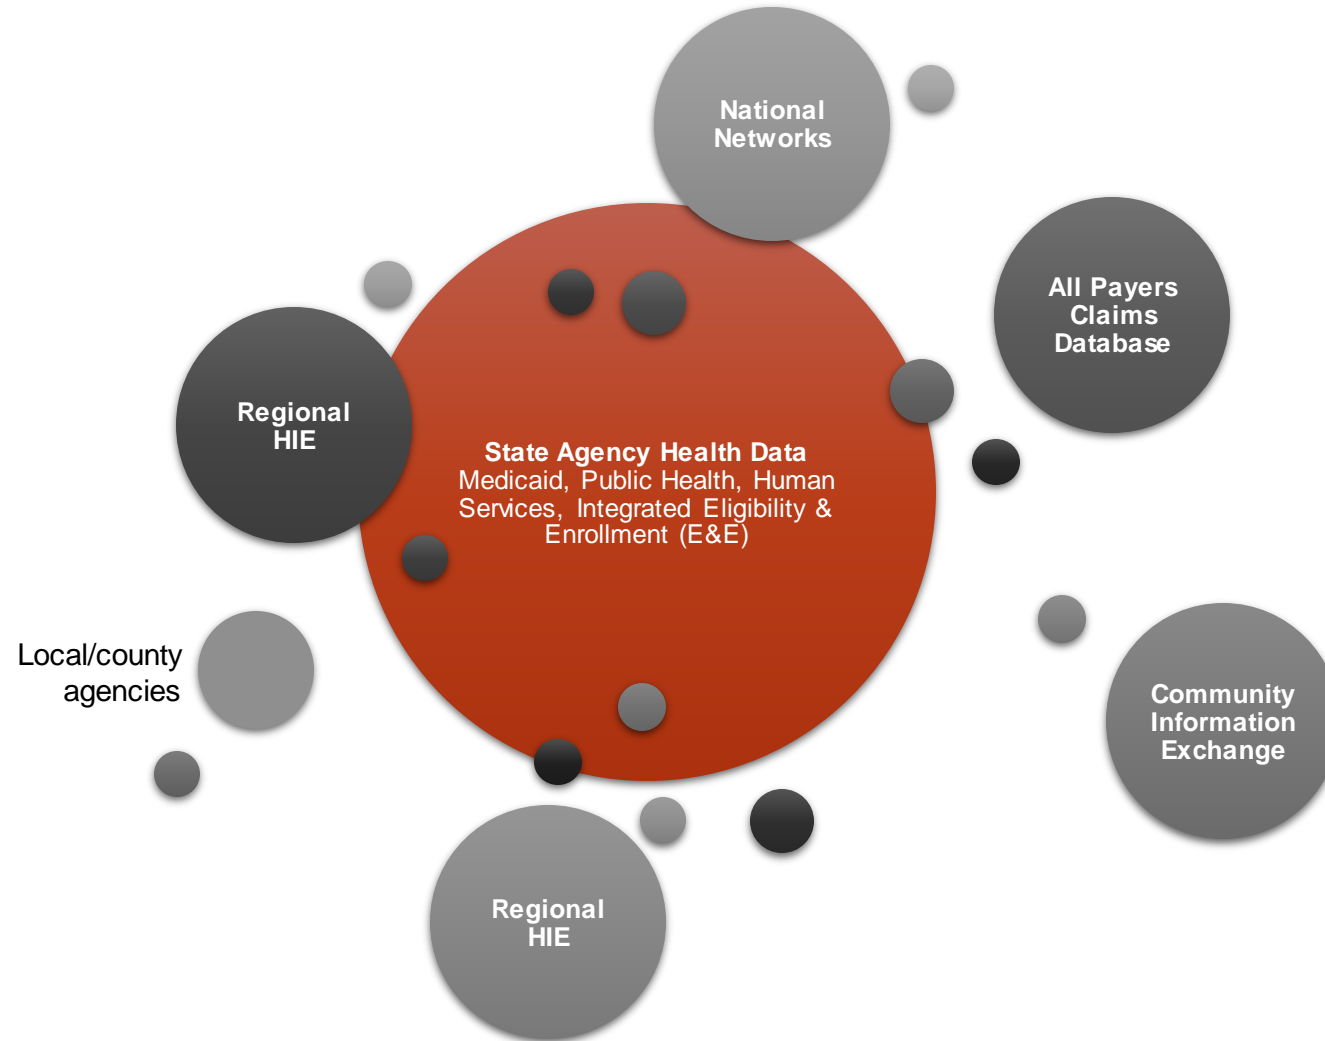 National
Networks
All Payers
Claims
Database
Regional
HIE
State Agency Health Data
Medicaid, Public Health, Human
Services, Integrated Eligibility &
Enrollment (E&E)
Local/county
agencies
Community
Information
Exchange
Regional
HIE